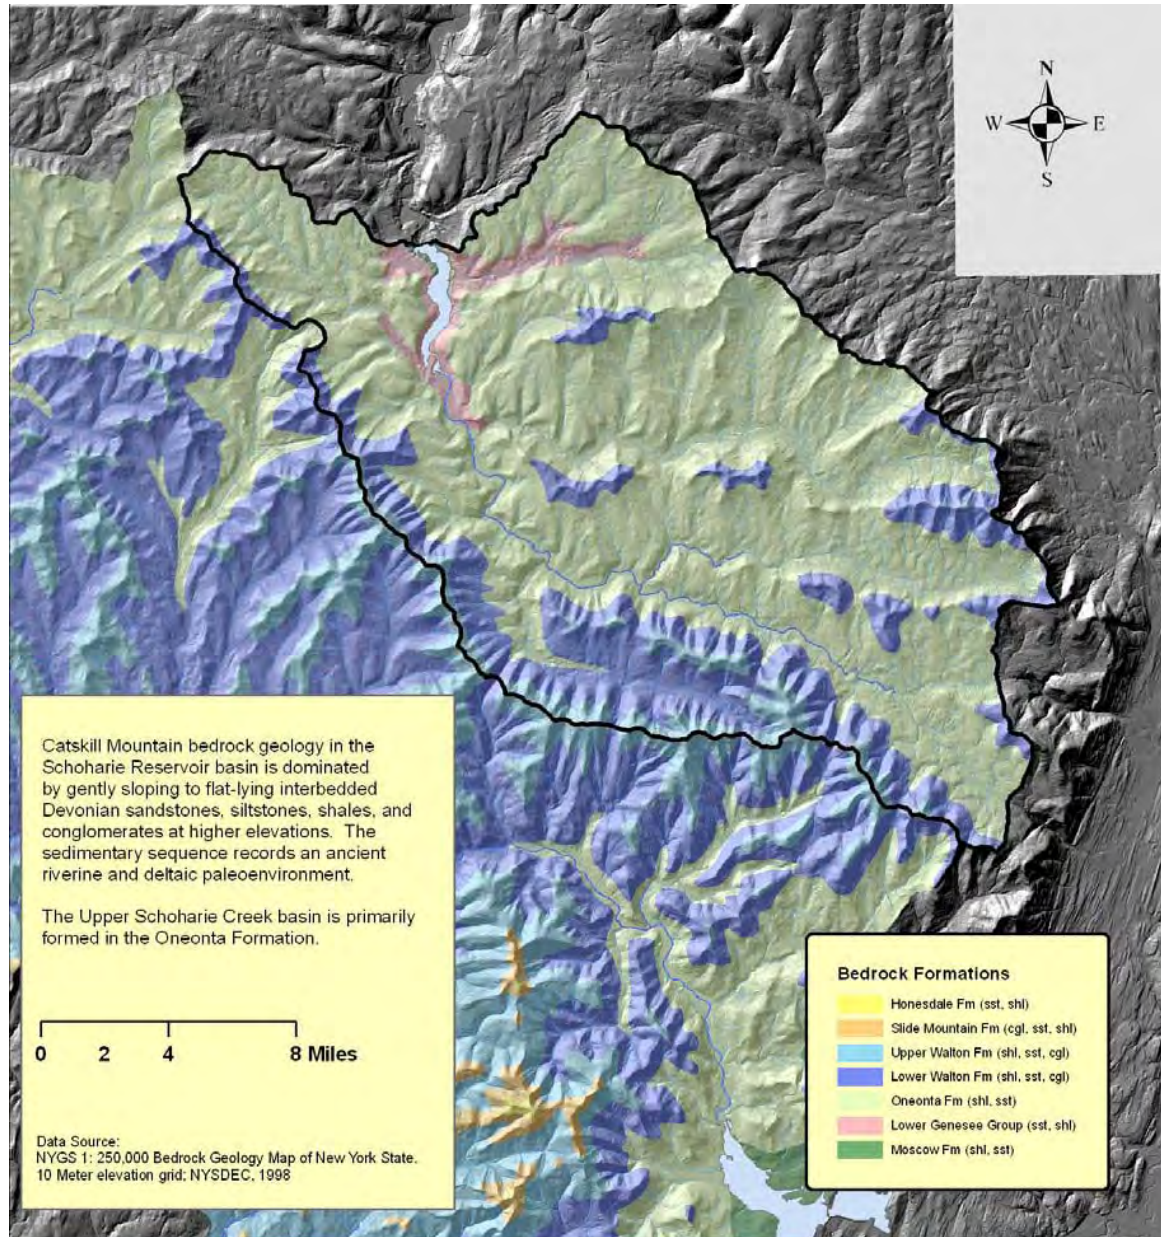 N
W E
S
Catskill Mountain bedrock geology in the
Schoharie Reservoir basin is dominated
by gently sloping to flat-lying interbedded
Devonian sandstones, siltstones, shales, and
conglomerates at higher elevations. The
sedimentary sequence records an ancient
riverine and deltaic paleoenvironment.
The Upper Schoharie Creek basin is primarily
formed in the Oneonta Formation.
0 2 4 8 Miles
Data Source:
NYGS 1: 250,000 Bedrock Geology Map of New York State.
10 Meter elevation grid; NYSDEC, 1998
Bedrock Formations
Honesdale Fm (sst, shl)
Slide Mountain Fm (cgl, sst, shl)
Upper Walton Fm (shl, sst, cgl)
Lower Walton Fm (shl, sst, cgl)
Oneonta Fm (shl, sst)
Lower Genesee Group (sst, shl)
Moscow Fm (shl, sst)